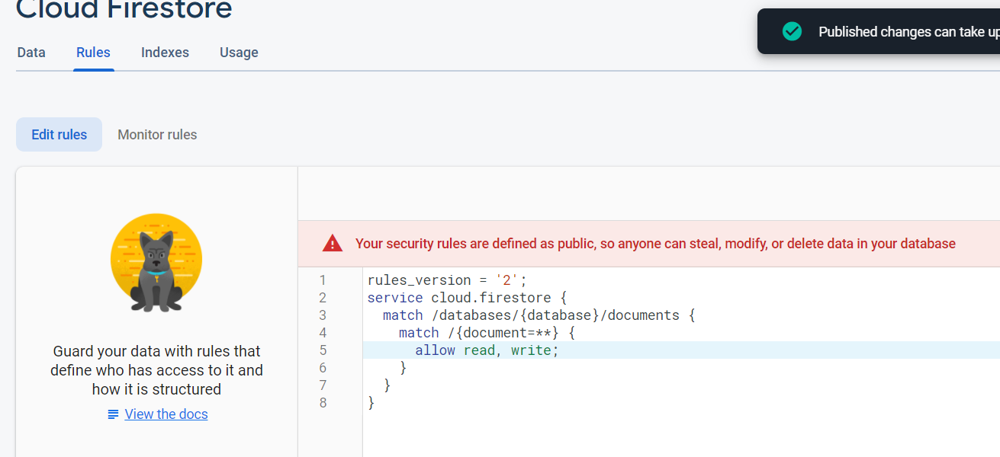 Cloud Firestore
Published changes can take up
Data Rules Indexes Usage
Edit rules Monitor rules
Your security rules are defined as public, so anyone can steal, modify, or delete data in your database
1 rules_version = '2';
2 service cloud.firestore {
3 match /databases/{database}/documents {
4 match /{document=**} {
5 allow read, write;
6 }
7 }
8 }
Guard your data with rules that
define who has access to it and
how it is structured
View the docs